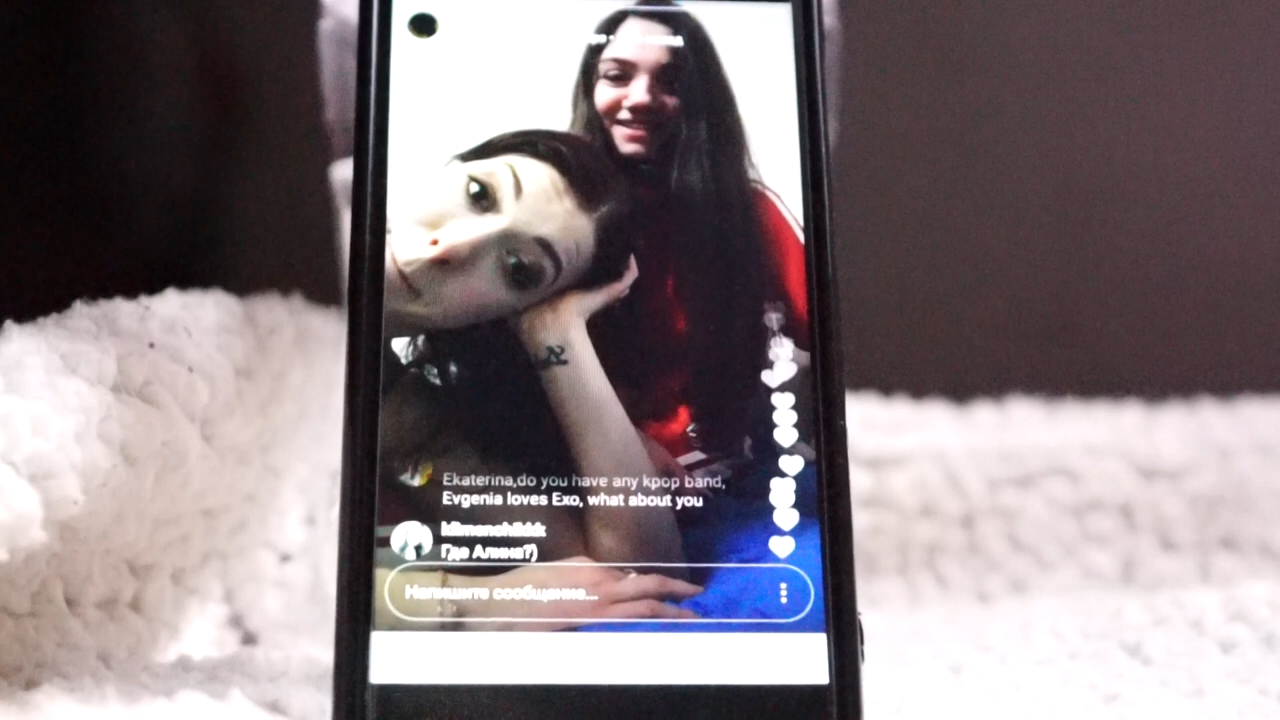 Ekaterina,do you have any kpop band,
Evgenia loves Exo, what about you
Где Алина?)
Напишите сообщение...